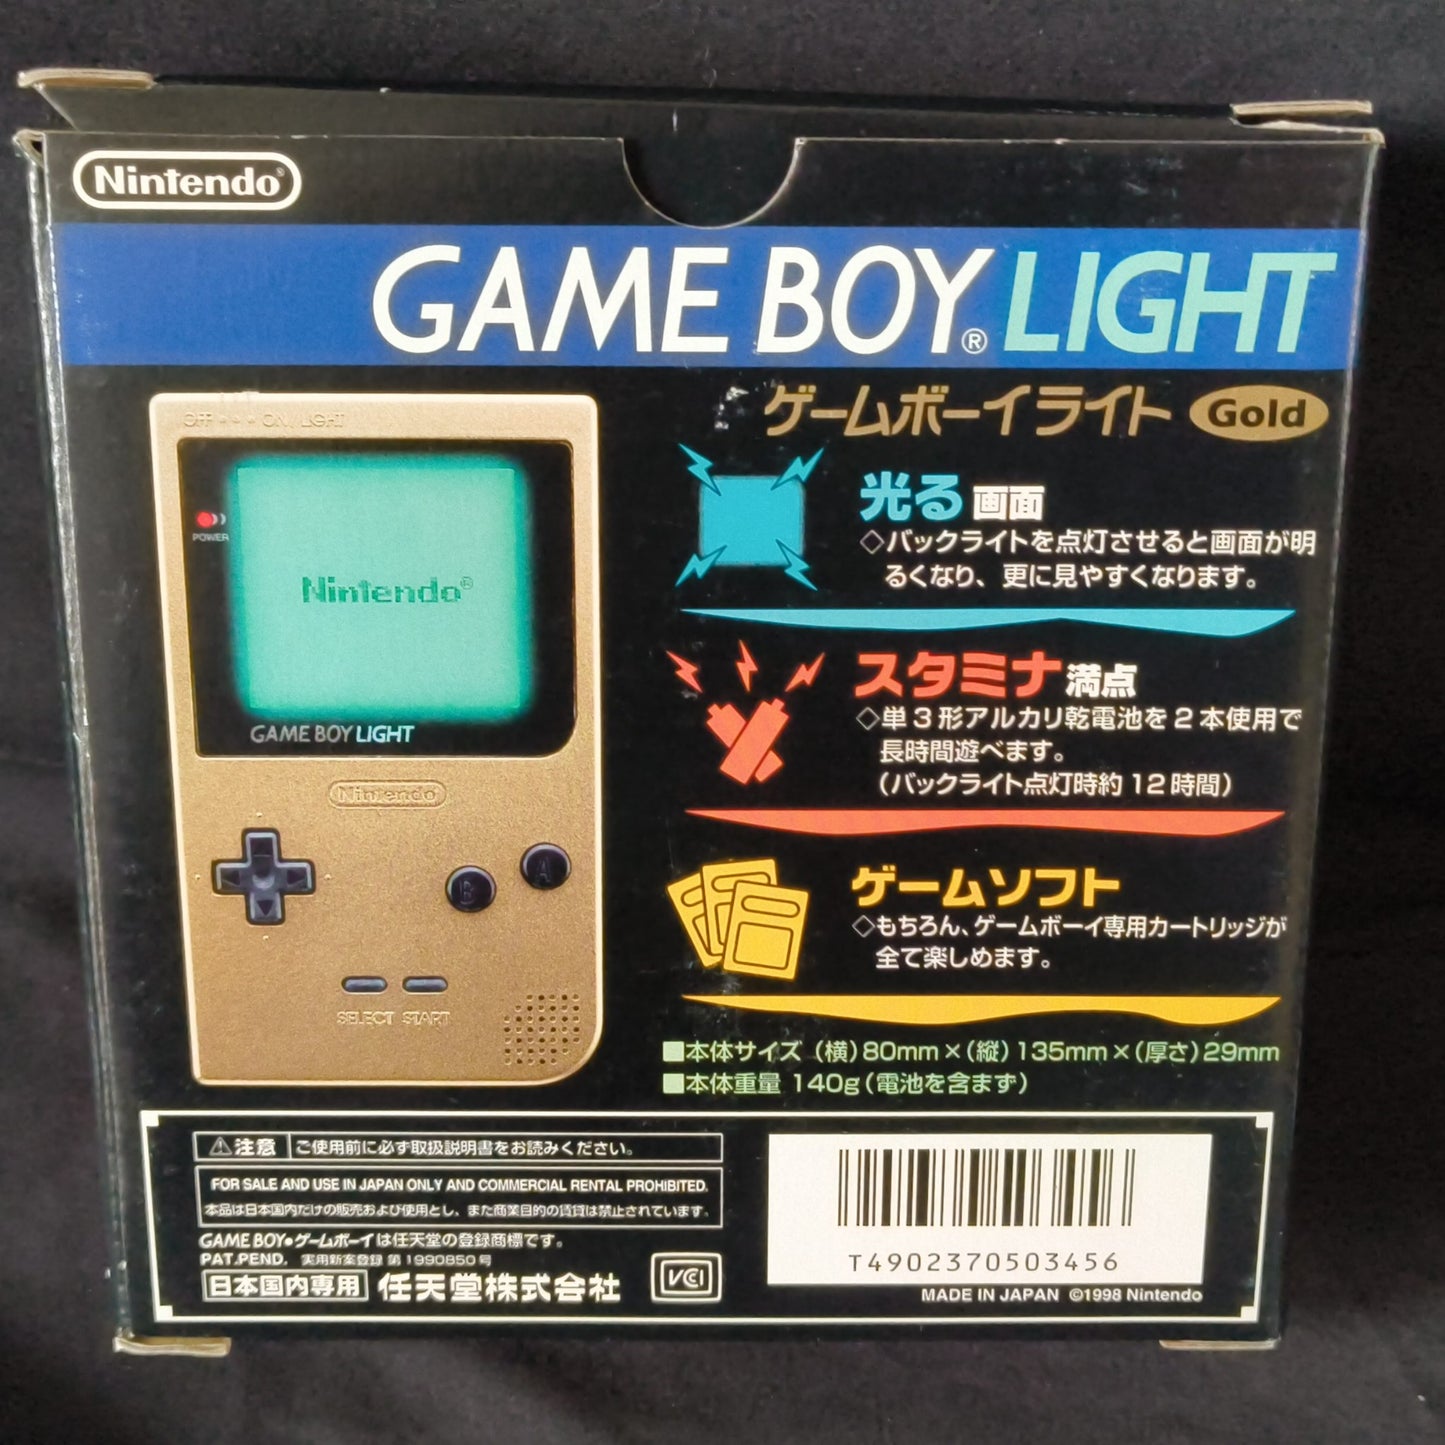 Nintendo®
GAME BOY® LIGHT
ゲームボーイライト Gold
OFF ON/LIGHT
POWER
Nintendo®
GAME BOY LIGHT
Nintendo
B
A
SELECT START
光る画面
◇バックライトを点灯させると画面が明
るくなり、更に見やすくなります。
スタミナ満点
◇単3形アルカリ乾電池を2本使用で
長時間遊べます。
(バックライト点灯時約12時間)
ゲームソフト
◇もちろん、ゲームボーイ専用カートリッジが
全て楽しめます。
■本体サイズ (横)80mm×(縦)135mm×(厚さ)29mm
■本体重量 140g(電池を含まず)
⚠注意 ご使用前に必ず取扱説明書をお読みください。
FOR SALE AND USE IN JAPAN ONLY AND COMMERCIAL RENTAL PROHIBITED.
本品は日本国内だけの販売および使用とし、また商業目的の賃貸は禁止されています。
GAME BOY•ゲームボーイは任天堂の登録商標です。
PAT.PEND. 実用新案登録 第1990850号
日本国内専用 任天堂株式会社
VCI
T4902370503456
MADE IN JAPAN ©1998 Nintendo